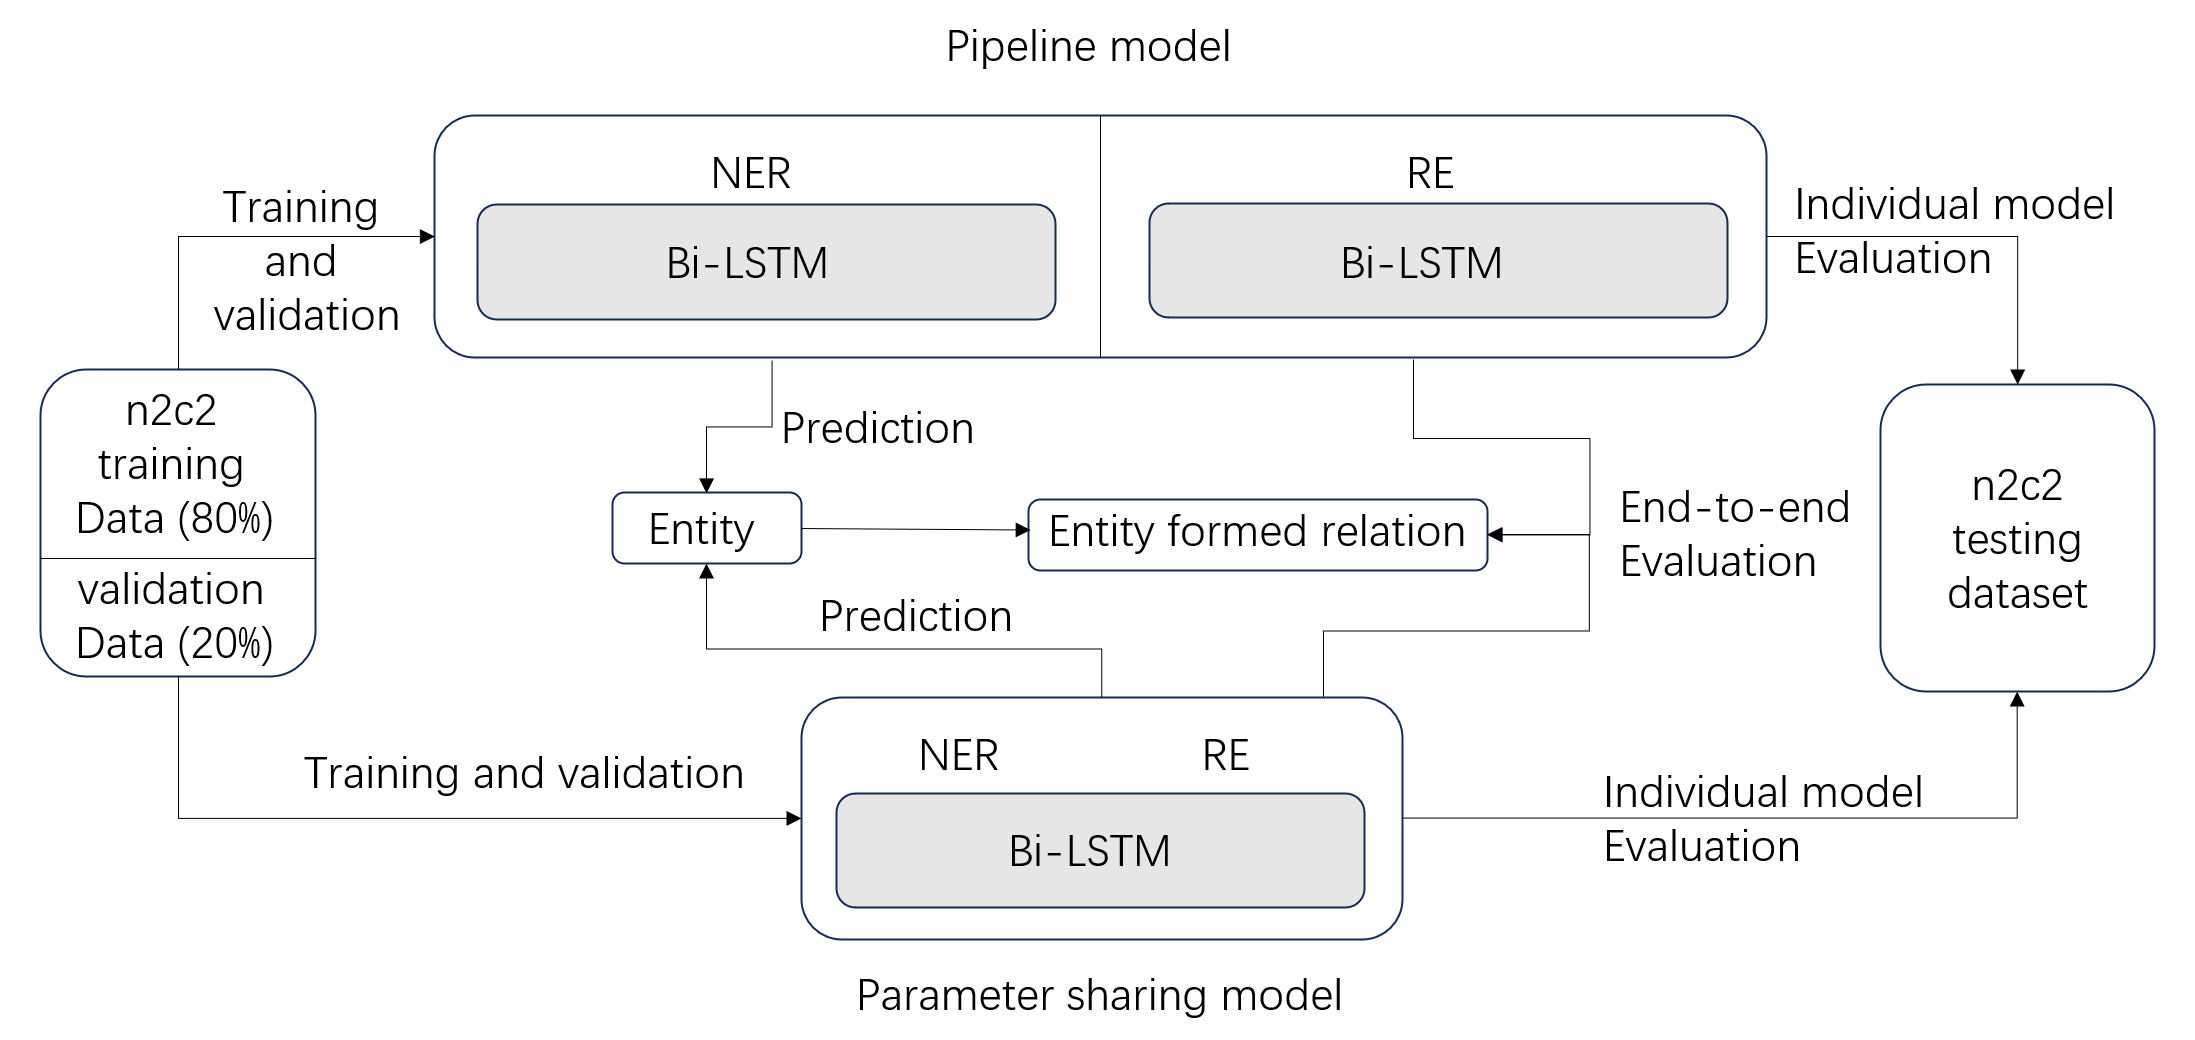 Pipeline model
NER
RE
Bi-LSTM
Bi-LSTM
Training
and
validation
Individual model
Evaluation
n2c2
training
Data (80%)
validation
Data (20%)
Prediction
Entity
Entity formed relation
End-to-end
Evaluation
n2c2
testing
dataset
Prediction
Training and validation
NER
RE
Bi-LSTM
Individual model
Evaluation
Parameter sharing model